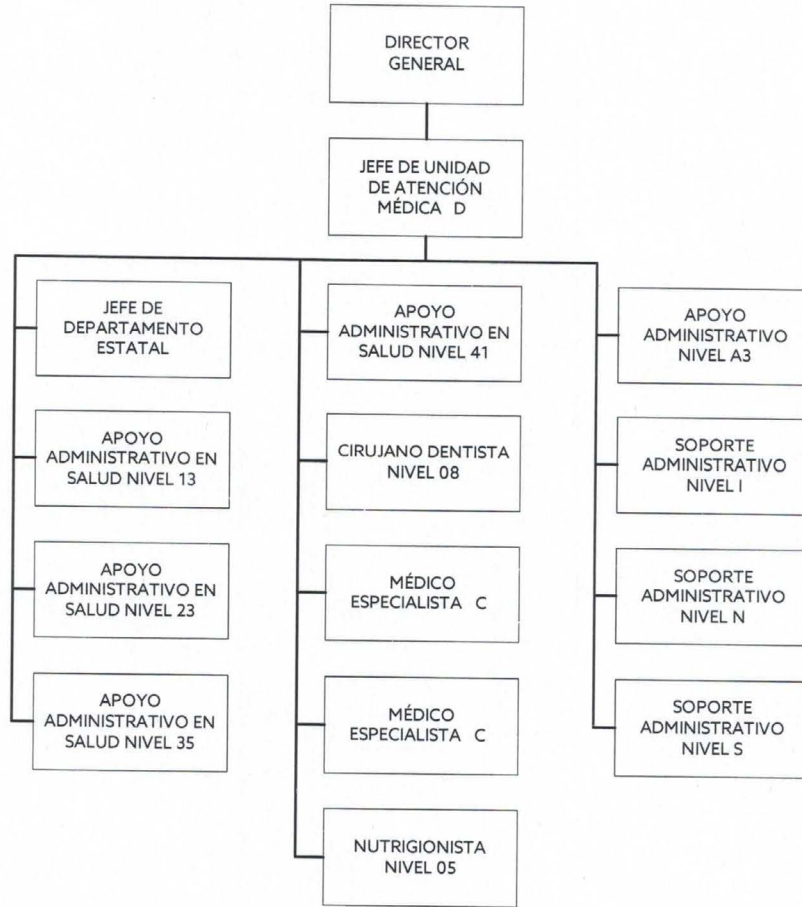 DIRECTOR
GENERAL
JEFE DE UNIDAD
DE ATENCIÓN
MÉDICA D
JEFE DE
DEPARTAMENTO
ESTATAL
APOYO
ADMINISTRATIVO EN
SALUD NIVEL 13
APOYO
ADMINISTRATIVO EN
SALUD NIVEL 23
APOYO
ADMINISTRATIVO EN
SALUD NIVEL 35
APOYO
ADMINISTRATIVO EN
SALUD NIVEL 41
CIRUJANO DENTISTA
NIVEL 08
MÉDICO
ESPECIALISTA C
MÉDICO
ESPECIALISTA C
NUTRIGIONISTA
NIVEL 05
APOYO
ADMINISTRATIVO
NIVEL A3
SOPORTE
ADMINISTRATIVO
NIVEL I
SOPORTE
ADMINISTRATIVO
NIVEL N
SOPORTE
ADMINISTRATIVO
NIVEL S